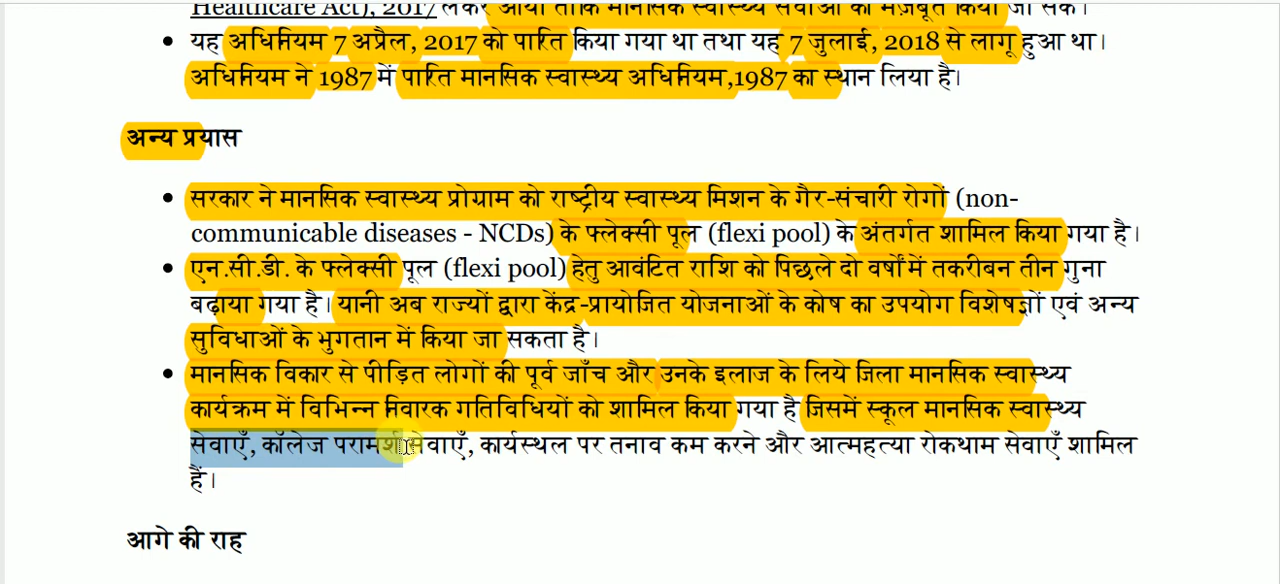 Healthcare Act), 2017 लेकर आया ताकि मानसिक स्वास्थ्य सेवाओं को मज़बूत किया जा सके।
• यह अधिनियम 7 अप्रैल, 2017 को पारित किया गया था तथा यह 7 जुलाई, 2018 से लागू हुआ था।
अधिनियम ने 1987 में पारित मानसिक स्वास्थ्य अधिनियम,1987 का स्थान लिया है।
अन्य प्रयास
• सरकार ने मानसिक स्वास्थ्य प्रोग्राम को राष्ट्रीय स्वास्थ्य मिशन के गैर-संचारी रोगों (non-
communicable diseases - NCDs) के फ्लेक्सी पूल (flexi pool) के अंतर्गत शामिल किया गया है।
• एन.सी.डी. के फ्लेक्सी पूल (flexi pool) हेतु आवंटित राशि को पिछले दो वर्षों में तकरीबन तीन गुना
बढ़ाया गया है। यानी अब राज्यों द्वारा केंद्र-प्रायोजित योजनाओं के कोष का उपयोग विशेषज्ञों एवं अन्य
सुविधाओं के भुगतान में किया जा सकता है।
• मानसिक विकार से पीड़ित लोगों की पूर्व जाँच और उनके इलाज के लिये जिला मानसिक स्वास्थ्य
कार्यक्रम में विभिन्न निवारक गतिविधियों को शामिल किया गया है जिसमें स्कूल मानसिक स्वास्थ्य
सेवाएँ, कॉलेज परामर्श सेवाएँ, कार्यस्थल पर तनाव कम करने और आत्महत्या रोकथाम सेवाएँ शामिल
हैं।
आगे की राह